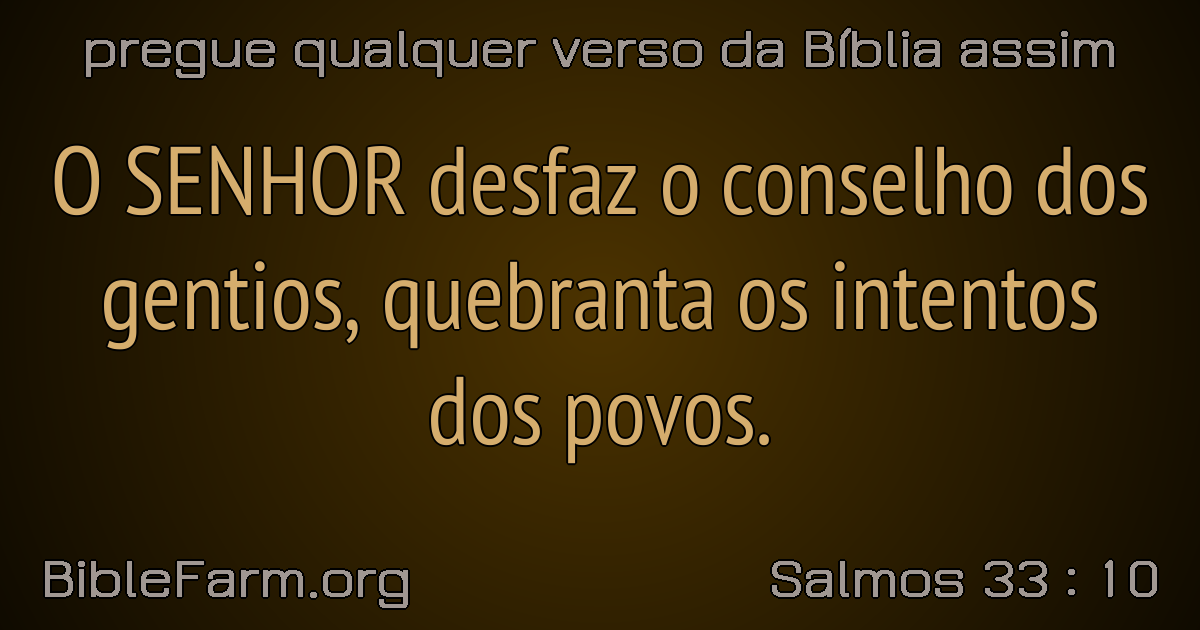 pregue qualquer verso da Bíblia assim
O SENHOR desfaz o conselho dos
gentios, quebranta os intentos
dos povos.
BibleFarm.org
Salmos 33 : 10